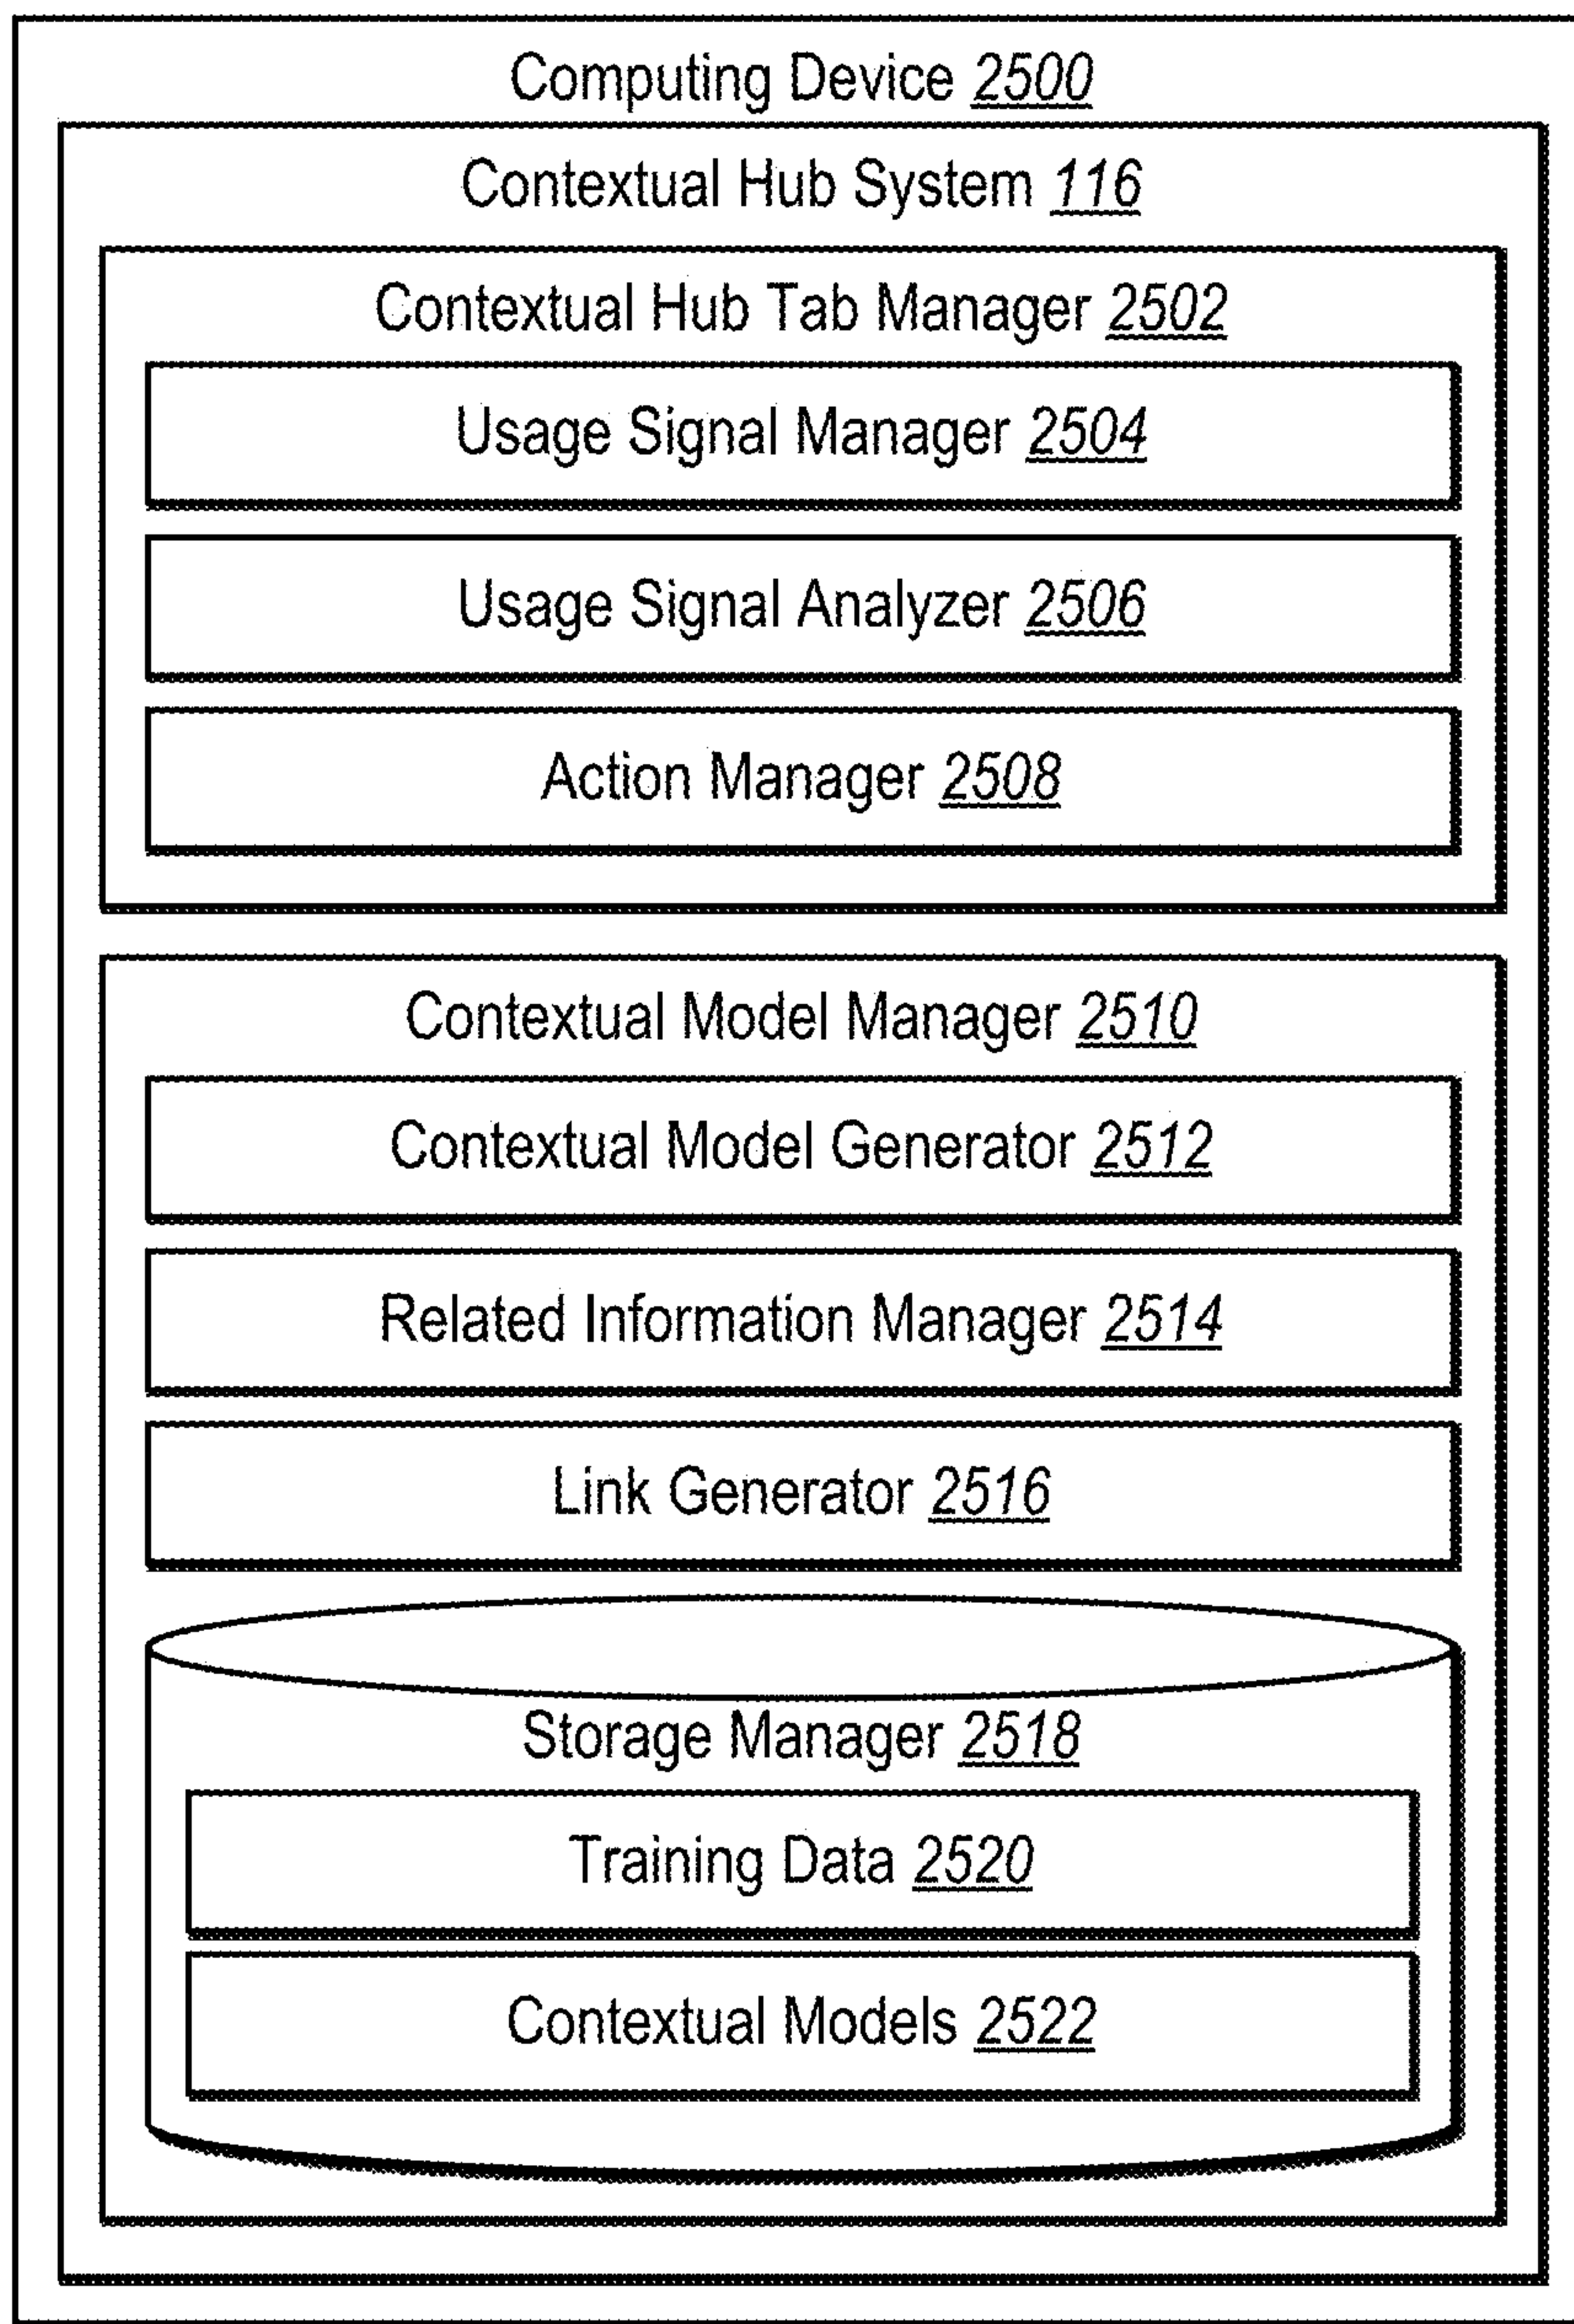 Computing Device 2500
Contextual Hub System 116
Contextual Hub Tab Manager 2502
Usage Signal Manager 2504
Usage Signal Analyzer 2506
Action Manager 2508
Contextual Model Manager 2510
Contextual Model Generator 2512
Related Information Manager 2514
Link Generator 2516
Storage Manager 2518
Training Data 2520
Contextual Models 2522